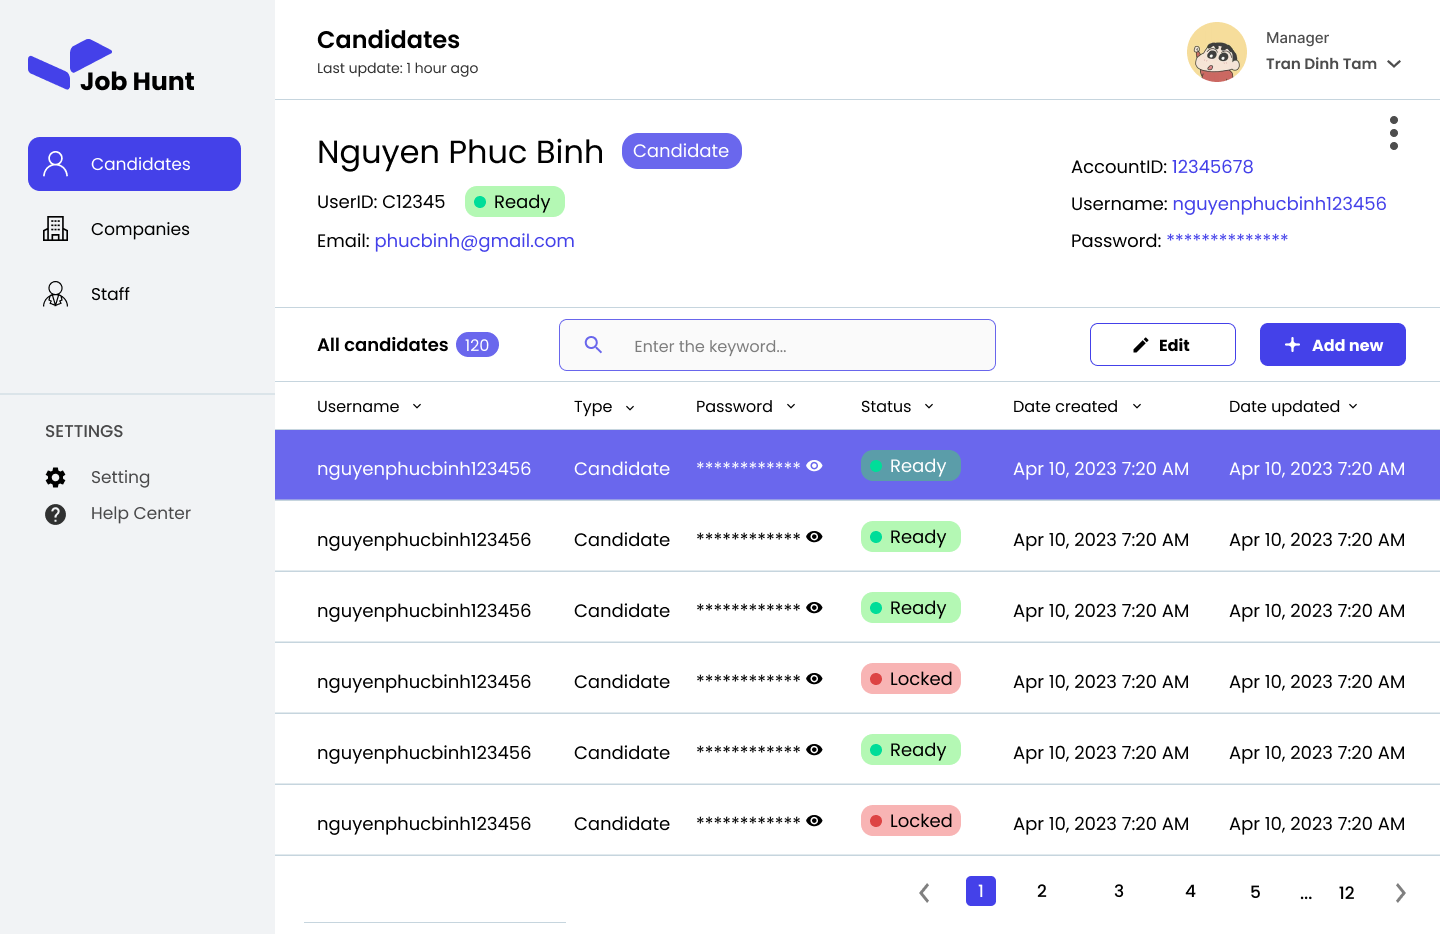 Job Hunt
Candidates
Companies
Staff
SETTINGS
Setting
Help Center
Candidates
Last update: 1 hour ago
Manager
Tran Dinh Tam
Nguyen Phuc Binh Candidate
UserID: C12345 Ready
Email: phucbinh@gmail.com
AccountID: 12345678
Username: nguyenphucbinh123456
Password: **************
All candidates 120 Enter the keyword... Edit Add new
Username Type Password Status Date created Date updated
nguyenphucbinh123456 Candidate ************ Ready Apr 10, 2023 7:20 AM Apr 10, 2023 7:20 AM
nguyenphucbinh123456 Candidate ************ Ready Apr 10, 2023 7:20 AM Apr 10, 2023 7:20 AM
nguyenphucbinh123456 Candidate ************ Ready Apr 10, 2023 7:20 AM Apr 10, 2023 7:20 AM
nguyenphucbinh123456 Candidate ************ Locked Apr 10, 2023 7:20 AM Apr 10, 2023 7:20 AM
nguyenphucbinh123456 Candidate ************ Ready Apr 10, 2023 7:20 AM Apr 10, 2023 7:20 AM
nguyenphucbinh123456 Candidate ************ Locked Apr 10, 2023 7:20 AM Apr 10, 2023 7:20 AM
1 2 3 4 5 ... 12